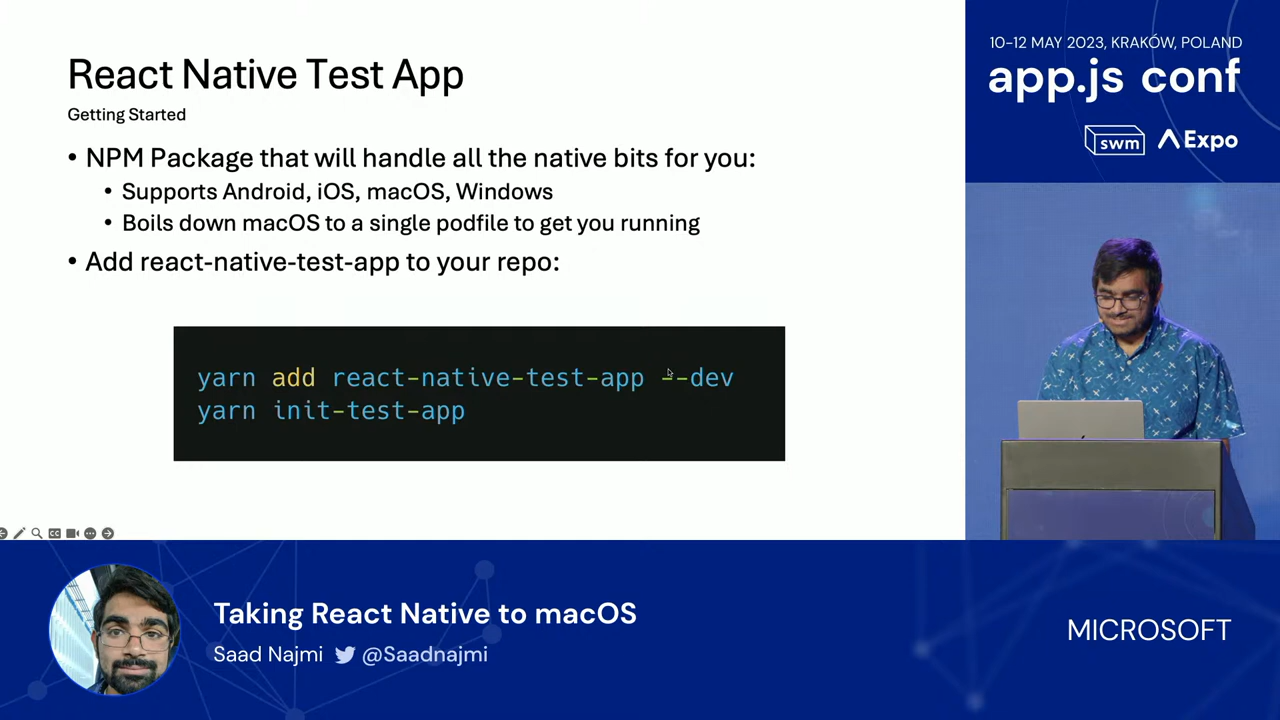 React Native Test App
Getting Started
• NPM Package that will handle all the native bits for you:
• Supports Android, iOS, macOS, Windows
• Boils down macOS to a single podfile to get you running
• Add react-native-test-app to your repo:
yarn add react-native-test-app --dev
yarn init-test-app
10-12 MAY 2023, KRAKÓW, POLAND
app.js conf
swm
Expo
Taking React Native to macOS
Saad Najmi @Saadnajmi
MICROSOFT